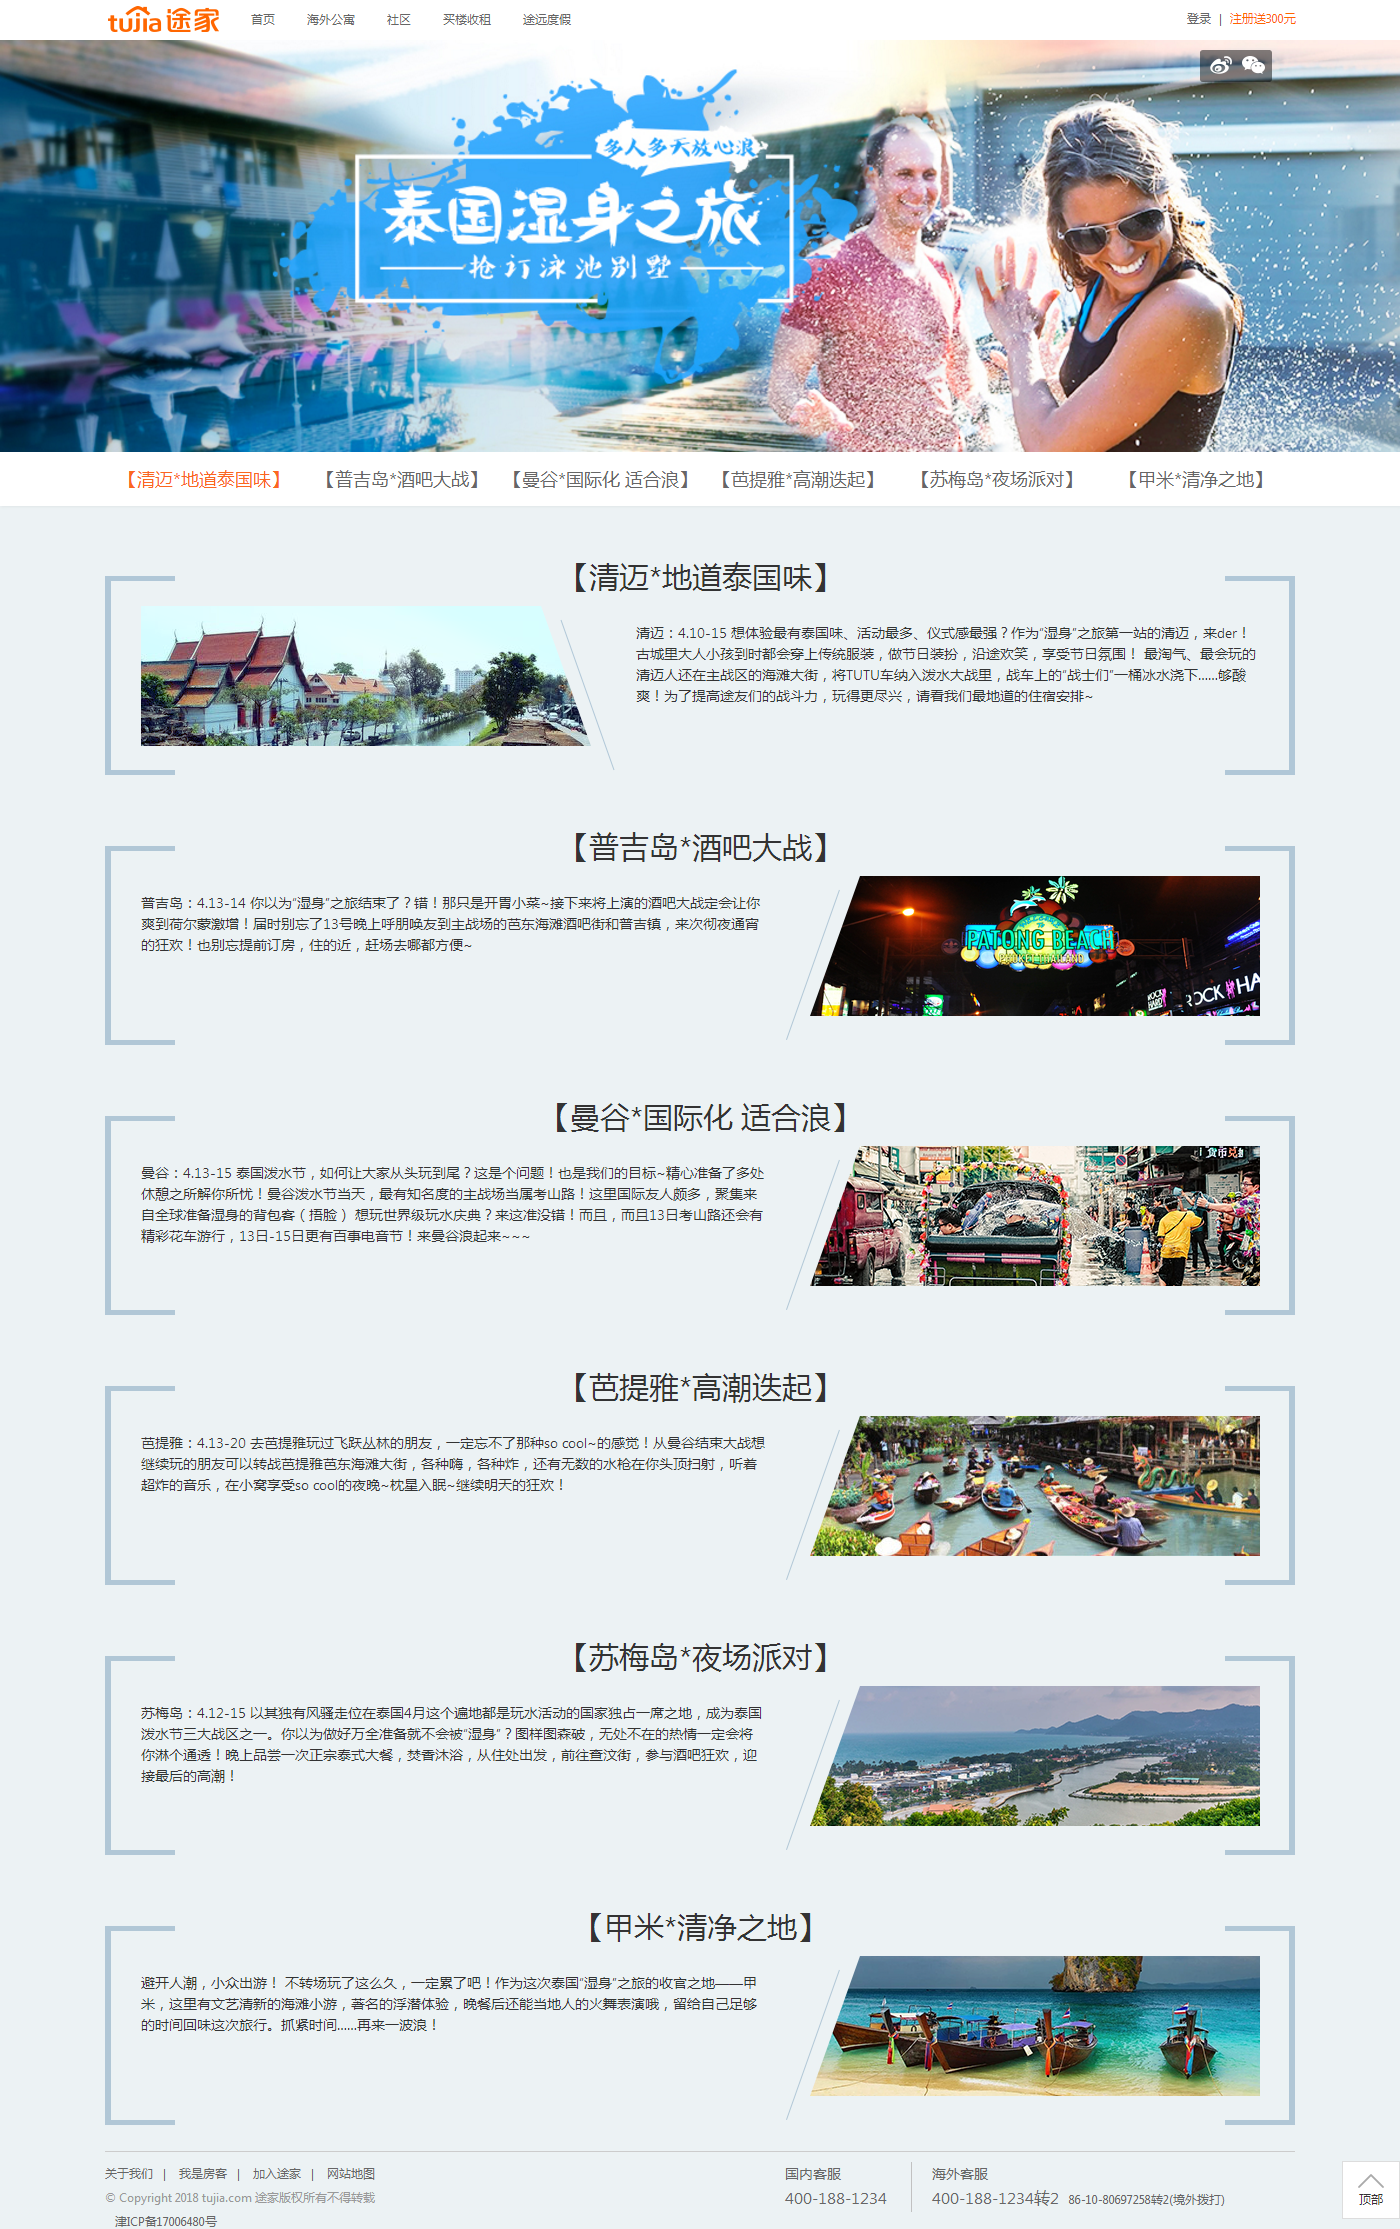 tujia途家 首页 海外公寓 社区 买楼收租 途远度假 登录 | 注册送300元
多人多天放心浪
泰国湿身之旅
抢订泳池别墅
【清迈*地道泰国味】 【普吉岛*酒吧大战】 【曼谷*国际化 适合浪】 【芭提雅*高潮迭起】 【苏梅岛*夜场派对】 【甲米*清净之地】
【清迈*地道泰国味】
清迈：4.10-15 想体验最有泰国味、活动最多、仪式感最强？作为“湿身”之旅第一站的清迈，来der！
古城里大人小孩到时都会穿上传统服装，做节日装扮，沿途欢笑，享受节日氛围！ 最淘气、最会玩的
清迈人还在主战区的海滩大街，将TUTU车纳入泼水大战里，战车上的“战士们”一桶冰水浇下……够酸
爽！为了提高途友们的战斗力，玩得更尽兴，请看我们最地道的住宿安排~
【普吉岛*酒吧大战】
普吉岛：4.13-14 你以为“湿身”之旅结束了？错！那只是开胃小菜~接下来将上演的酒吧大战定会让你
爽到荷尔蒙激增！届时别忘了13号晚上呼朋唤友到主战场的芭东海滩酒吧街和普吉镇，来次彻夜通宵
的狂欢！也别忘提前订房，住的近，赶场去哪都方便~
PATONG BEACH
PHUKET THAILAND
ROCK HARD
ROCK HA
【曼谷*国际化 适合浪】
曼谷：4.13-15 泰国泼水节，如何让大家从头玩到尾？这是个问题！也是我们的目标~精心准备了多处
休憩之所解你所忧！曼谷泼水节当天，最有知名度的主战场当属考山路！这里国际友人颇多，聚集来
自全球准备湿身的背包客（捂脸） 想玩世界级玩水庆典？来这准没错！而且，而且13日考山路还会有
精彩花车游行，13日-15日更有百事电音节！来曼谷浪起来~~~
货币兑
【芭提雅*高潮迭起】
芭提雅：4.13-20 去芭提雅玩过飞跃丛林的朋友，一定忘不了那种so cool~的感觉！从曼谷结束大战想
继续玩的朋友可以转战芭提雅芭东海滩大街，各种嗨，各种炸，还有无数的水枪在你头顶扫射，听着
超炸的音乐，在小窝享受so cool的夜晚~枕星入眠~继续明天的狂欢！
【苏梅岛*夜场派对】
苏梅岛：4.12-15 以其独有风骚走位在泰国4月这个遍地都是玩水活动的国家独占一席之地，成为泰国
泼水节三大战区之一。你以为做好万全准备就不会被“湿身”？图样图森破，无处不在的热情一定会将
你淋个通透！晚上品尝一次正宗泰式大餐，焚香沐浴，从住处出发，前往查汶街，参与酒吧狂欢，迎
接最后的高潮！
【甲米*清净之地】
避开人潮，小众出游！ 不转场玩了这么久，一定累了吧！作为这次泰国“湿身”之旅的收官之地——甲
米，这里有文艺清新的海滩小游，著名的浮潜体验，晚餐后还能当地人的火舞表演哦，留给自己足够
的时间回味这次旅行。抓紧时间……再来一波浪！
关于我们 | 我是房客 | 加入途家 | 网站地图
© Copyright 2018 tujia.com 途家版权所有不得转载
津ICP备17006480号
国内客服
400-188-1234
海外客服
400-188-1234转2 86-10-80697258转2(境外拨打)
顶部